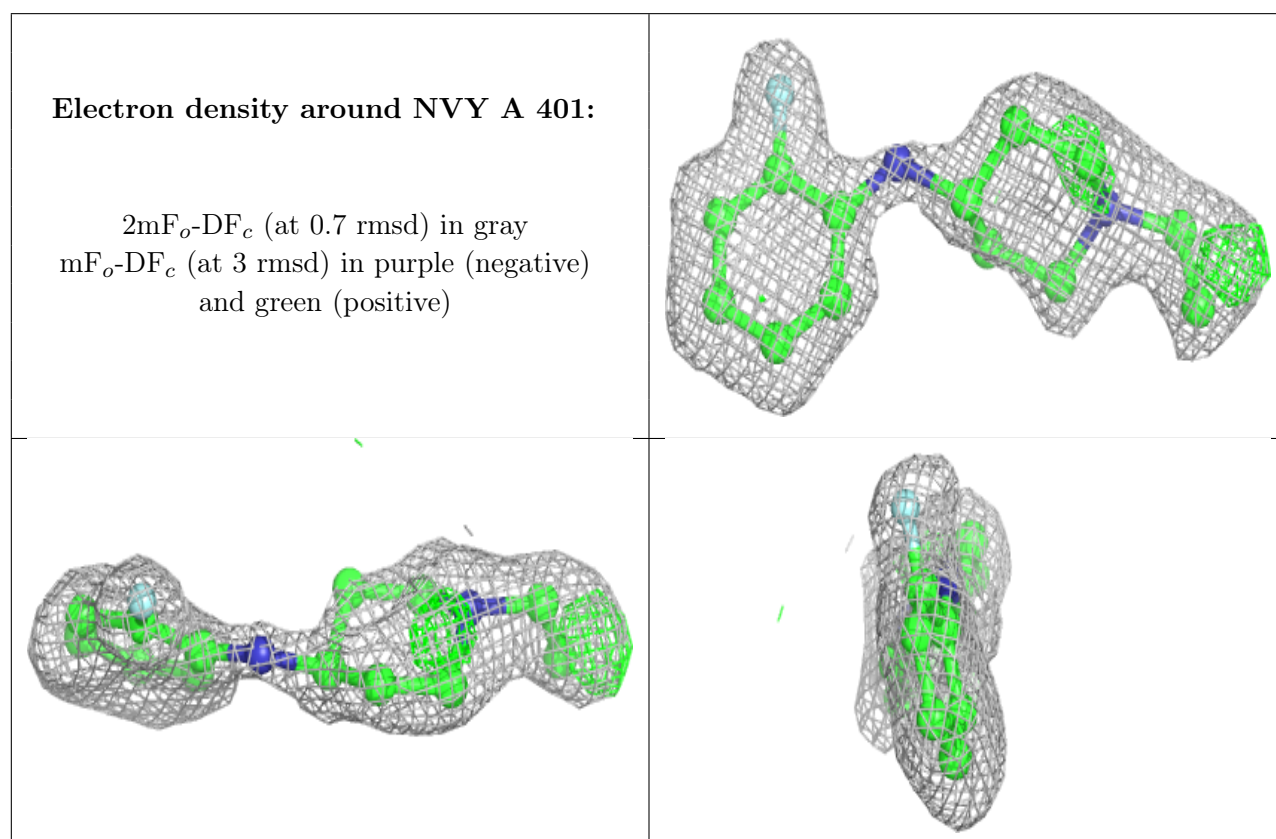 Electron density around NVY A 401:
2mFo-DFc (at 0.7 rmsd) in gray
mFo-DFc (at 3 rmsd) in purple (negative)
and green (positive)